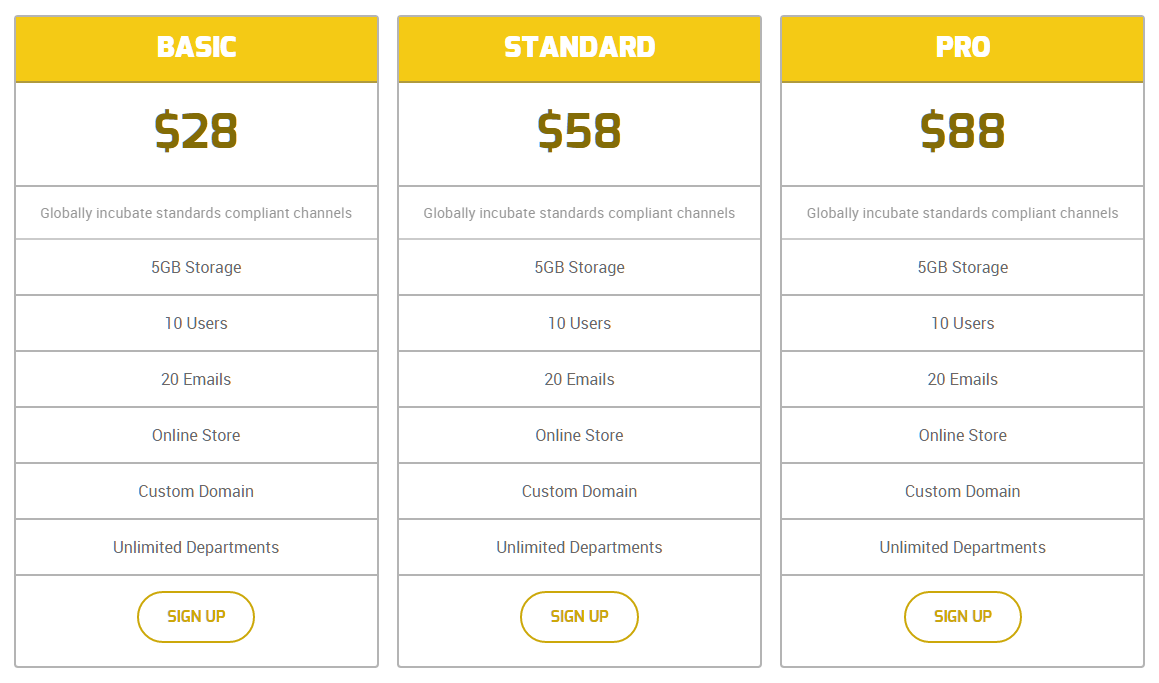 BASIC
$28
Globally incubate standards compliant channels
5GB Storage
10 Users
20 Emails
Online Store
Custom Domain
Unlimited Departments
SIGN UP
STANDARD
$58
Globally incubate standards compliant channels
5GB Storage
10 Users
20 Emails
Online Store
Custom Domain
Unlimited Departments
SIGN UP
PRO
$88
Globally incubate standards compliant channels
5GB Storage
10 Users
20 Emails
Online Store
Custom Domain
Unlimited Departments
SIGN UP